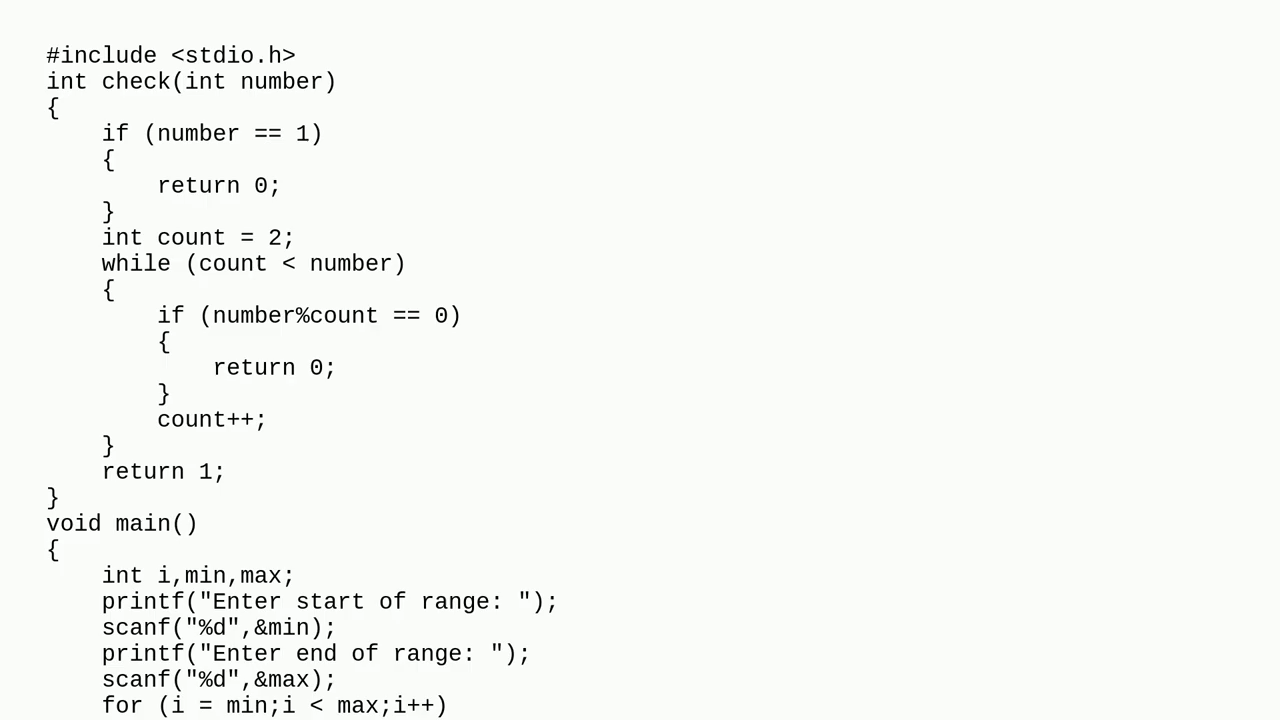 #include <stdio.h>
int check(int number)
{
    if (number == 1)
    {
        return 0;
    }
    int count = 2;
    while (count < number)
    {
        if (number%count == 0)
        {
            return 0;
        }
        count++;
    }
    return 1;
}
void main()
{
    int i,min,max;
    printf("Enter start of range: ");
    scanf("%d",&min);
    printf("Enter end of range: ");
    scanf("%d",&max);
    for (i = min;i < max;i++)